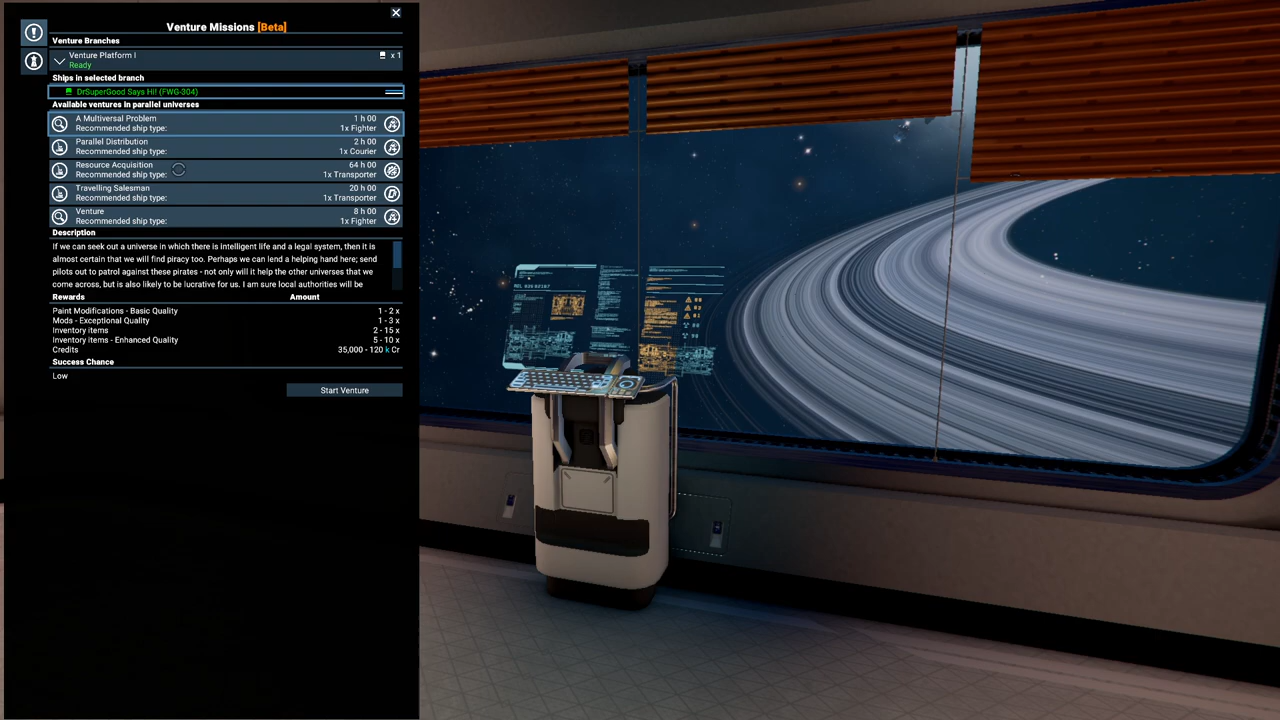 Venture Missions [Beta]
Venture Branches
Venture Platform I
x 1
Ready
Ships in selected branch
DrSuperGood Says Hi! (FWG-304)
Available ventures in parallel universes
A Multiversal Problem 1 h 00
Recommended ship type: 1x Fighter
Parallel Distribution 2 h 00
Recommended ship type: 1x Courier
Resource Acquisition 64 h 00
Recommended ship type: 1x Transporter
Travelling Salesman 20 h 00
Recommended ship type: 1x Transporter
Venture 8 h 00
Recommended ship type: 1x Fighter
Description
If we can seek out a universe in which there is intelligent life and a legal system, then it is
almost certain that we will find piracy too. Perhaps we can lend a helping hand here; send
pilots out to patrol against these pirates - not only will it help the other universes that we
come across, but is also likely to be lucrative for us. I am sure local authorities will be
Rewards Amount
Paint Modifications - Basic Quality 1 - 2 x
Mods - Exceptional Quality 1 - 3 x
Inventory items 2 - 15 x
Inventory items - Enhanced Quality 5 - 10 x
Credits 35,000 - 120 k Cr
Success Chance
Low
Start Venture